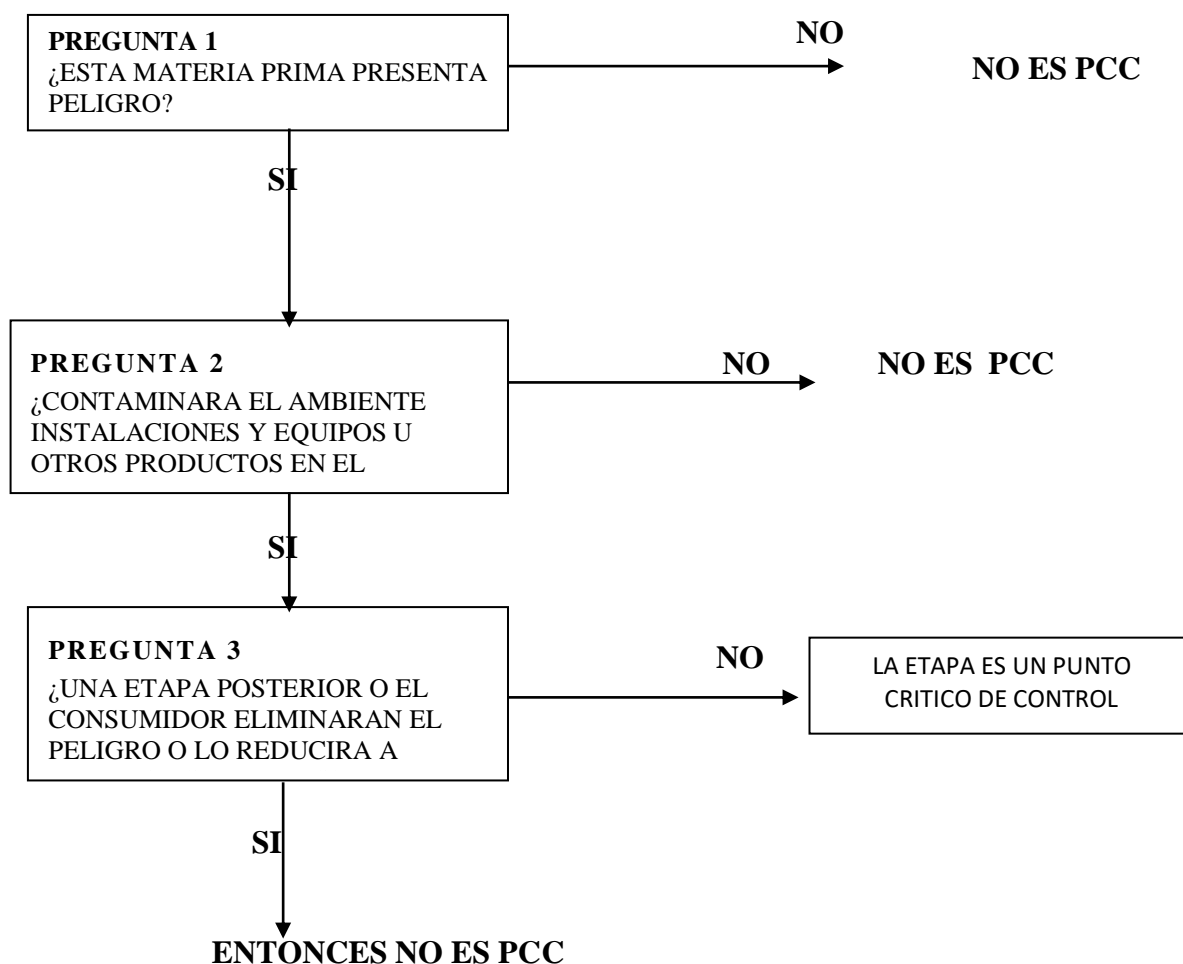 PREGUNTA 1
¿ESTA MATERIA PRIMA PRESENTA
PELIGRO?
NO
NO ES PCC
SI
PREGUNTA 2
¿CONTAMINARA EL AMBIENTE
INSTALACIONES Y EQUIPOS U
OTROS PRODUCTOS EN EL
NO
NO ES PCC
SI
PREGUNTA 3
¿UNA ETAPA POSTERIOR O EL
CONSUMIDOR ELIMINARAN EL
PELIGRO O LO REDUCIRA A
NO
LA ETAPA ES UN PUNTO
CRITICO DE CONTROL
SI
ENTONCES NO ES PCC